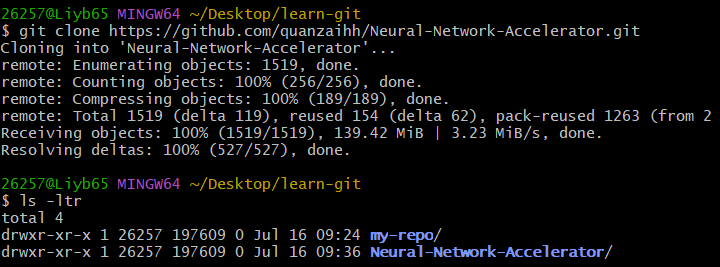 26257@Liyb65 MINGW64 ~/Desktop/learn-git
$ git clone https://github.com/quanzaihh/Neural-Network-Accelerator.git
Cloning into 'Neural-Network-Accelerator'...
remote: Enumerating objects: 1519, done.
remote: Counting objects: 100% (256/256), done.
remote: Compressing objects: 100% (189/189), done.
remote: Total 1519 (delta 119), reused 154 (delta 62), pack-reused 1263 (from 2
Receiving objects: 100% (1519/1519), 139.42 MiB | 3.23 MiB/s, done.
Resolving deltas: 100% (527/527), done.
26257@Liyb65 MINGW64 ~/Desktop/learn-git
$ ls -ltr
total 4
drwxr-xr-x 1 26257 197609 0 Jul 16 09:24 my-repo/
drwxr-xr-x 1 26257 197609 0 Jul 16 09:36 Neural-Network-Accelerator/